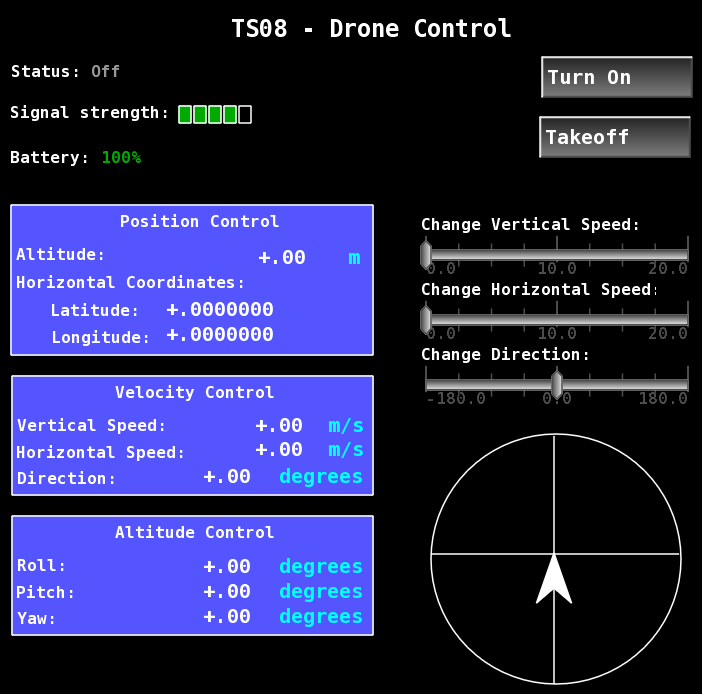 TS08 - Drone Control
Status: Off
Turn On
Signal strength:
Takeoff
Battery: 100%
Position Control
Altitude: +.00 m
Horizontal Coordinates:
Latitude: +.0000000
Longitude: +.0000000
Velocity Control
Vertical Speed: +.00 m/s
Horizontal Speed: +.00 m/s
Direction: +.00 degrees
Altitude Control
Roll: +.00 degrees
Pitch: +.00 degrees
Yaw: +.00 degrees
Change Vertical Speed:
0.0 10.0 20.0
Change Horizontal Speed:
0.0 10.0 20.0
Change Direction:
-180.0 0.0 180.0